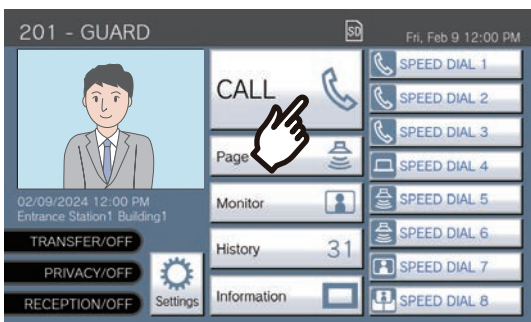 201 - GUARD
SD
Fri, Feb 9 12:00 PM
CALL
Page
Monitor
History
31
Information
SPEED DIAL 1
SPEED DIAL 2
SPEED DIAL 3
SPEED DIAL 4
SPEED DIAL 5
SPEED DIAL 6
SPEED DIAL 7
SPEED DIAL 8
02/09/2024 12:00 PM
Entrance Station1 Building1
TRANSFER/OFF
PRIVACY/OFF
RECEPTION/OFF
Settings